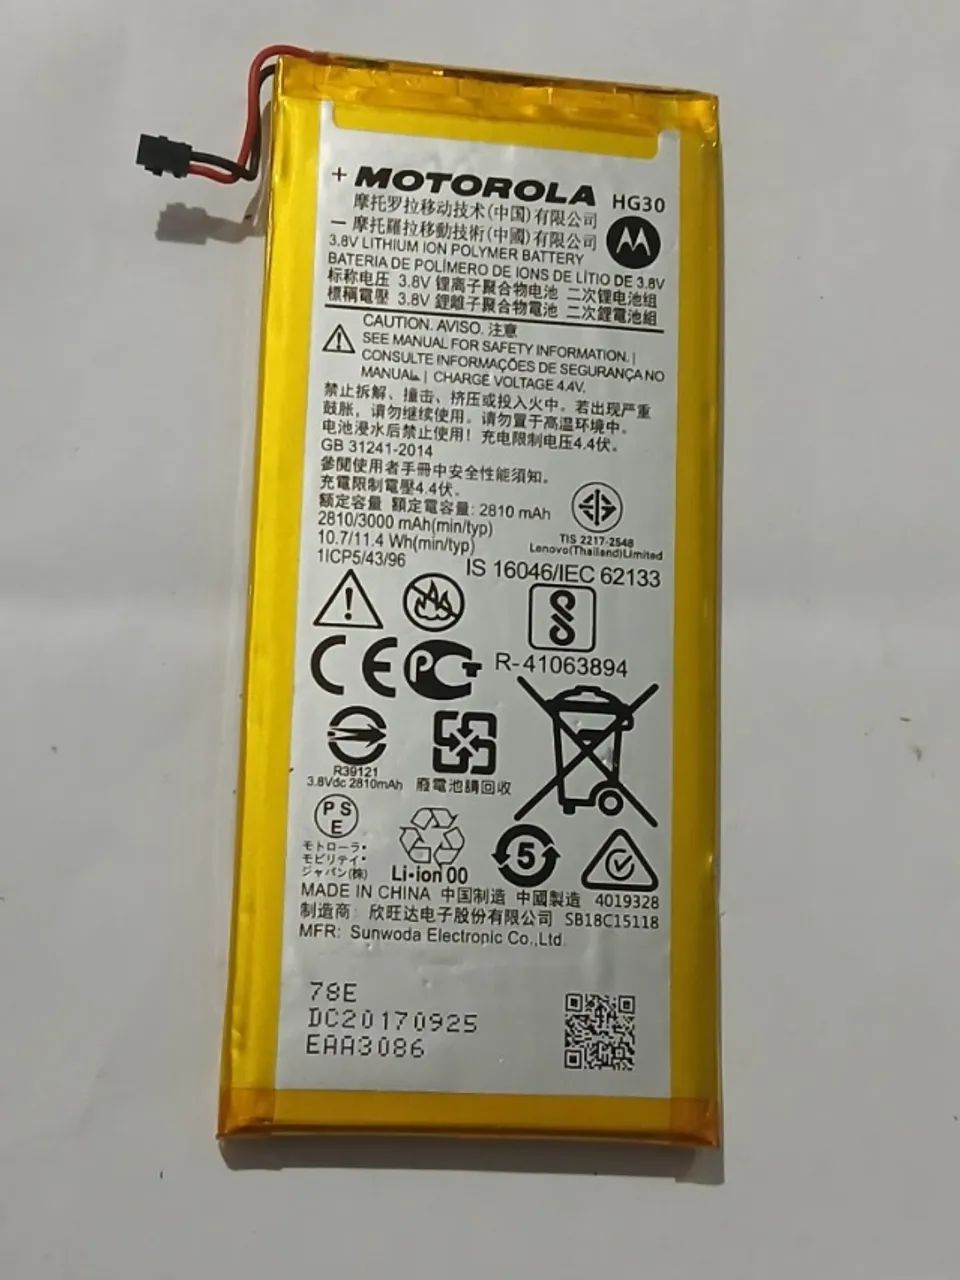 + MOTOROLA HG30
摩托罗拉移动技术(中国)有限公司
— 摩托羅拉移動技術(中國)有限公司
3.8V LITHIUM ION POLYMER BATTERY
BATERIA DE POLÍMERO DE IONS DE LÍTIO DE 3.8V
标称电压 3.8V 锂离子聚合物电池 二次锂电池组
標稱電壓 3.8V 鋰離子聚合物電池 二次鋰電池組
CAUTION. AVISO. 注意
SEE MANUAL FOR SAFETY INFORMATION. |
CONSULTE INFORMAÇÕES DE SEGURANÇA NO
MANUAL. | CHARGE VOLTAGE 4.4V.
禁止拆解、撞击、挤压或投入火中。若出现严重
鼓胀，请勿继续使用。请勿置于高温环境中。
电池浸水后禁止使用！充电限制电压4.4伏。
GB 31241-2014
參閱使用者手冊中安全性能須知。
充電限制電壓4.4伏。
额定容量 額定電容量: 2810 mAh
2810/3000 mAh(min/typ)
10.7/11.4 Wh(min/typ)
1ICP5/43/96
TIS 2217-2548
Lenovo(Thailand)Limited
IS 16046/IEC 62133
R-41063894
CE PCT
R39121
3.8Vdc 2810mAh
廢電池請回收
PS
E
モトローラ・
モビリティ・
ジャパン(株)
Li-ion 00
5
MADE IN CHINA 中国制造 中國製造 4019328
制造商: 欣旺达电子股份有限公司 SB18C15118
MFR: Sunwoda Electronic Co.,Ltd.
78E
DC20170925
EAA3086